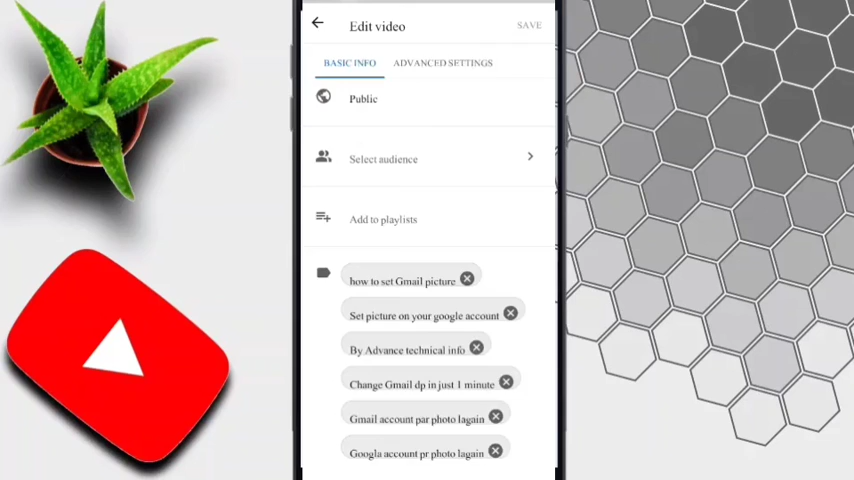 Edit video
SAVE
BASIC INFO
ADVANCED SETTINGS
Public
Select audience
Add to playlists
how to set Gmail picture
Set picture on your google account
By Advance technical info
Change Gmail dp in just 1 minute
Gmail account par photo lagain
Googla account pr photo lagain